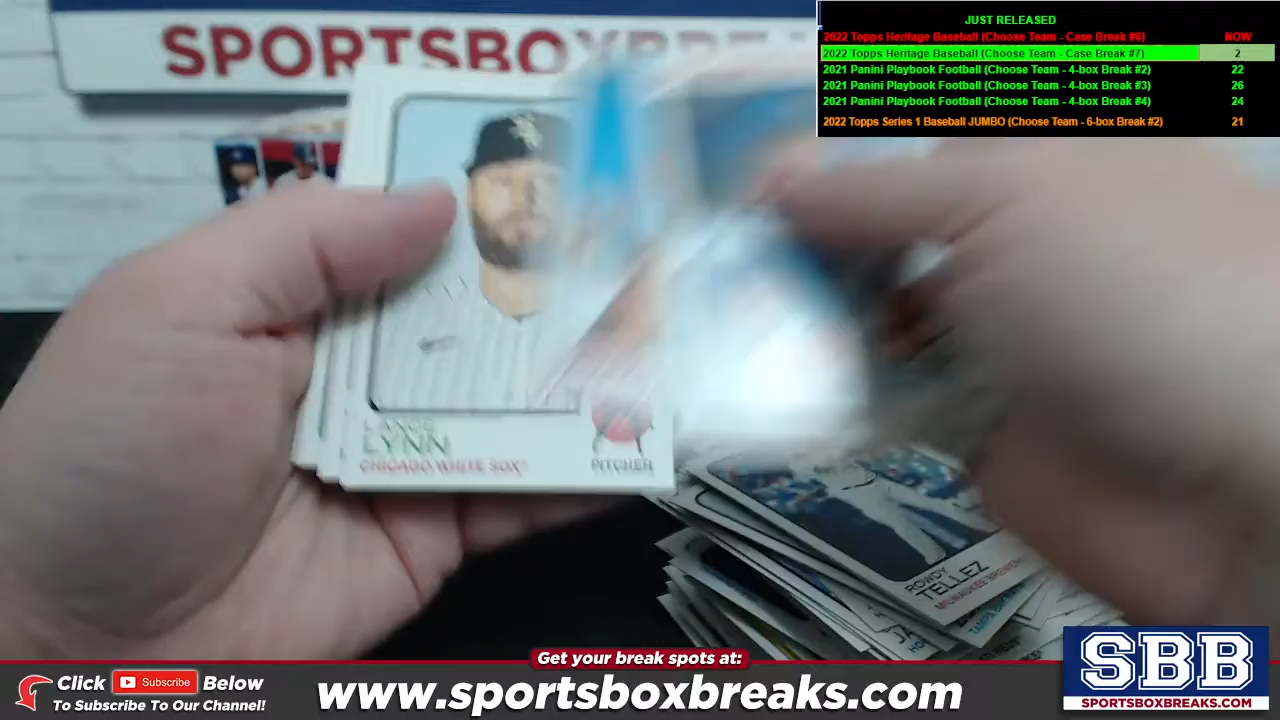 SPORTSBOXBREA
JUST RELEASED
2022 Topps Heritage Baseball (Choose Team - Case Break #6) NOW
2022 Topps Heritage Baseball (Choose Team - Case Break #7) 2
2021 Panini Playbook Football (Choose Team - 4-box Break #2) 22
2021 Panini Playbook Football (Choose Team - 4-box Break #3) 26
2021 Panini Playbook Football (Choose Team - 4-box Break #4) 24
2022 Topps Series 1 Baseball JUMBO (Choose Team - 6-box Break #2) 21
LANCE
LYNN
CHICAGO WHITE SOX
PITCHER
ROWDY
TELLEZ
MILWAUKEE BREWERS
TAMPA BAY
Get your break spots at:
Click Subscribe Below
To Subscribe To Our Channel!
www.sportsboxbreaks.com
SBB
SPORTSBOXBREAKS.COM